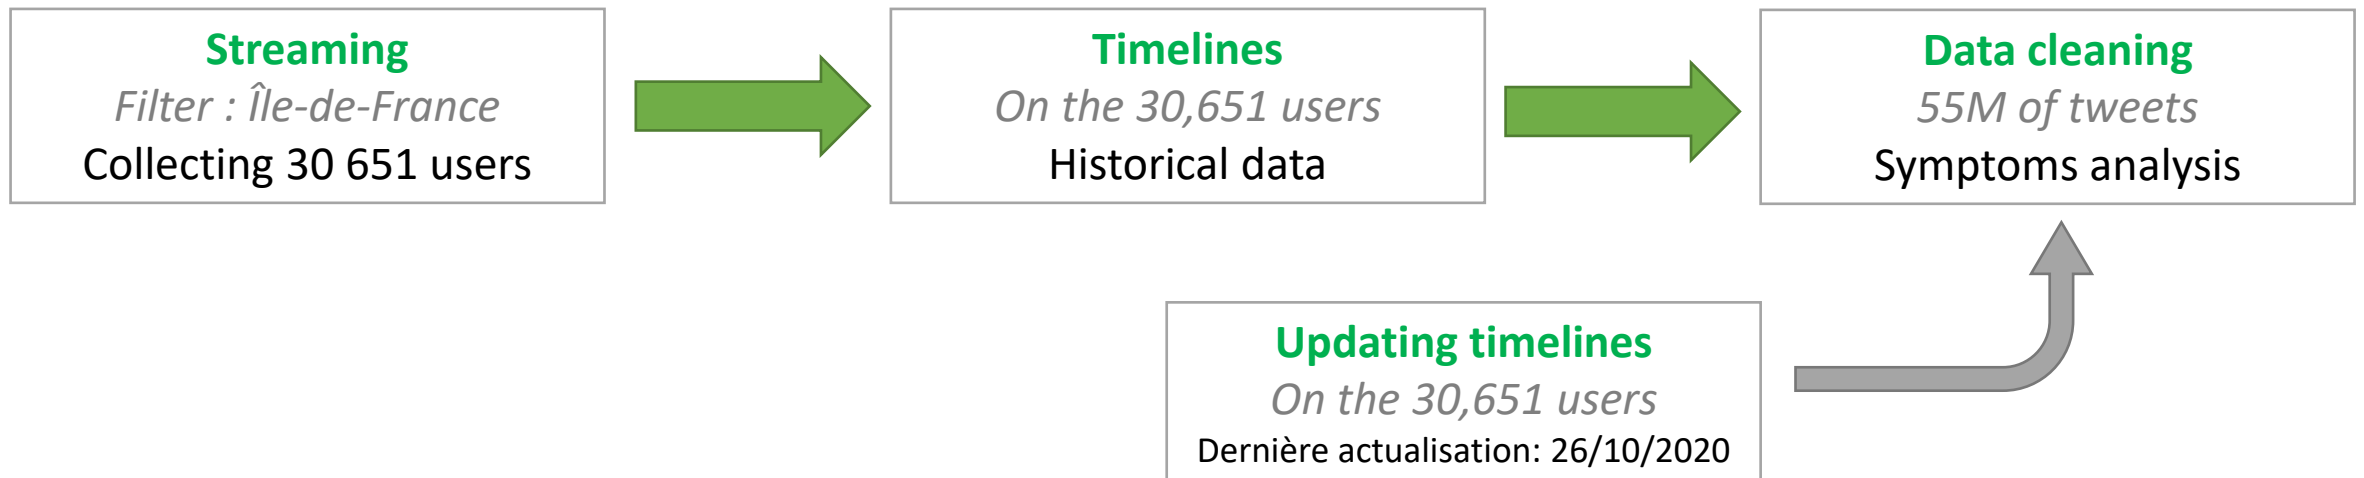 Streaming
Filter : Île-de-France
Collecting 30 651 users
Timelines
On the 30,651 users
Historical data
Data cleaning
55M of tweets
Symptoms analysis
Updating timelines
On the 30,651 users
Dernière actualisation: 26/10/2020